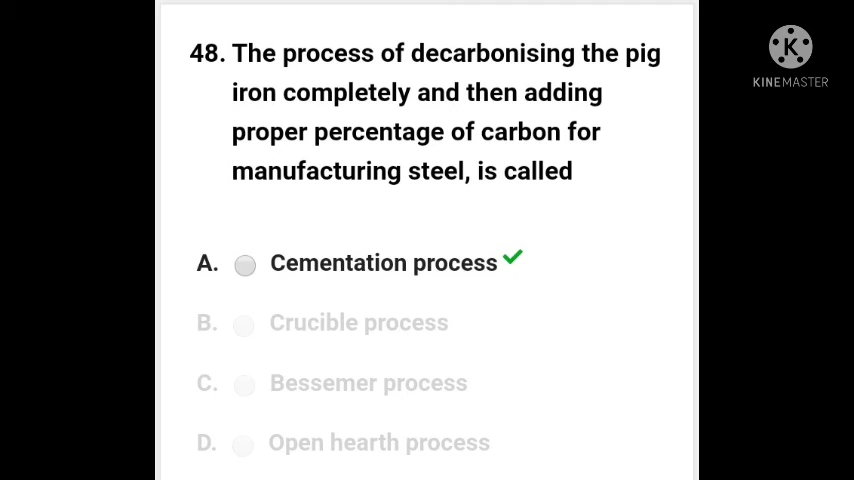 48. The process of decarbonising the pig
iron completely and then adding
proper percentage of carbon for
manufacturing steel, is called
A. Cementation process
B. Crucible process
C. Bessemer process
D. Open hearth process
K
KINEMASTER